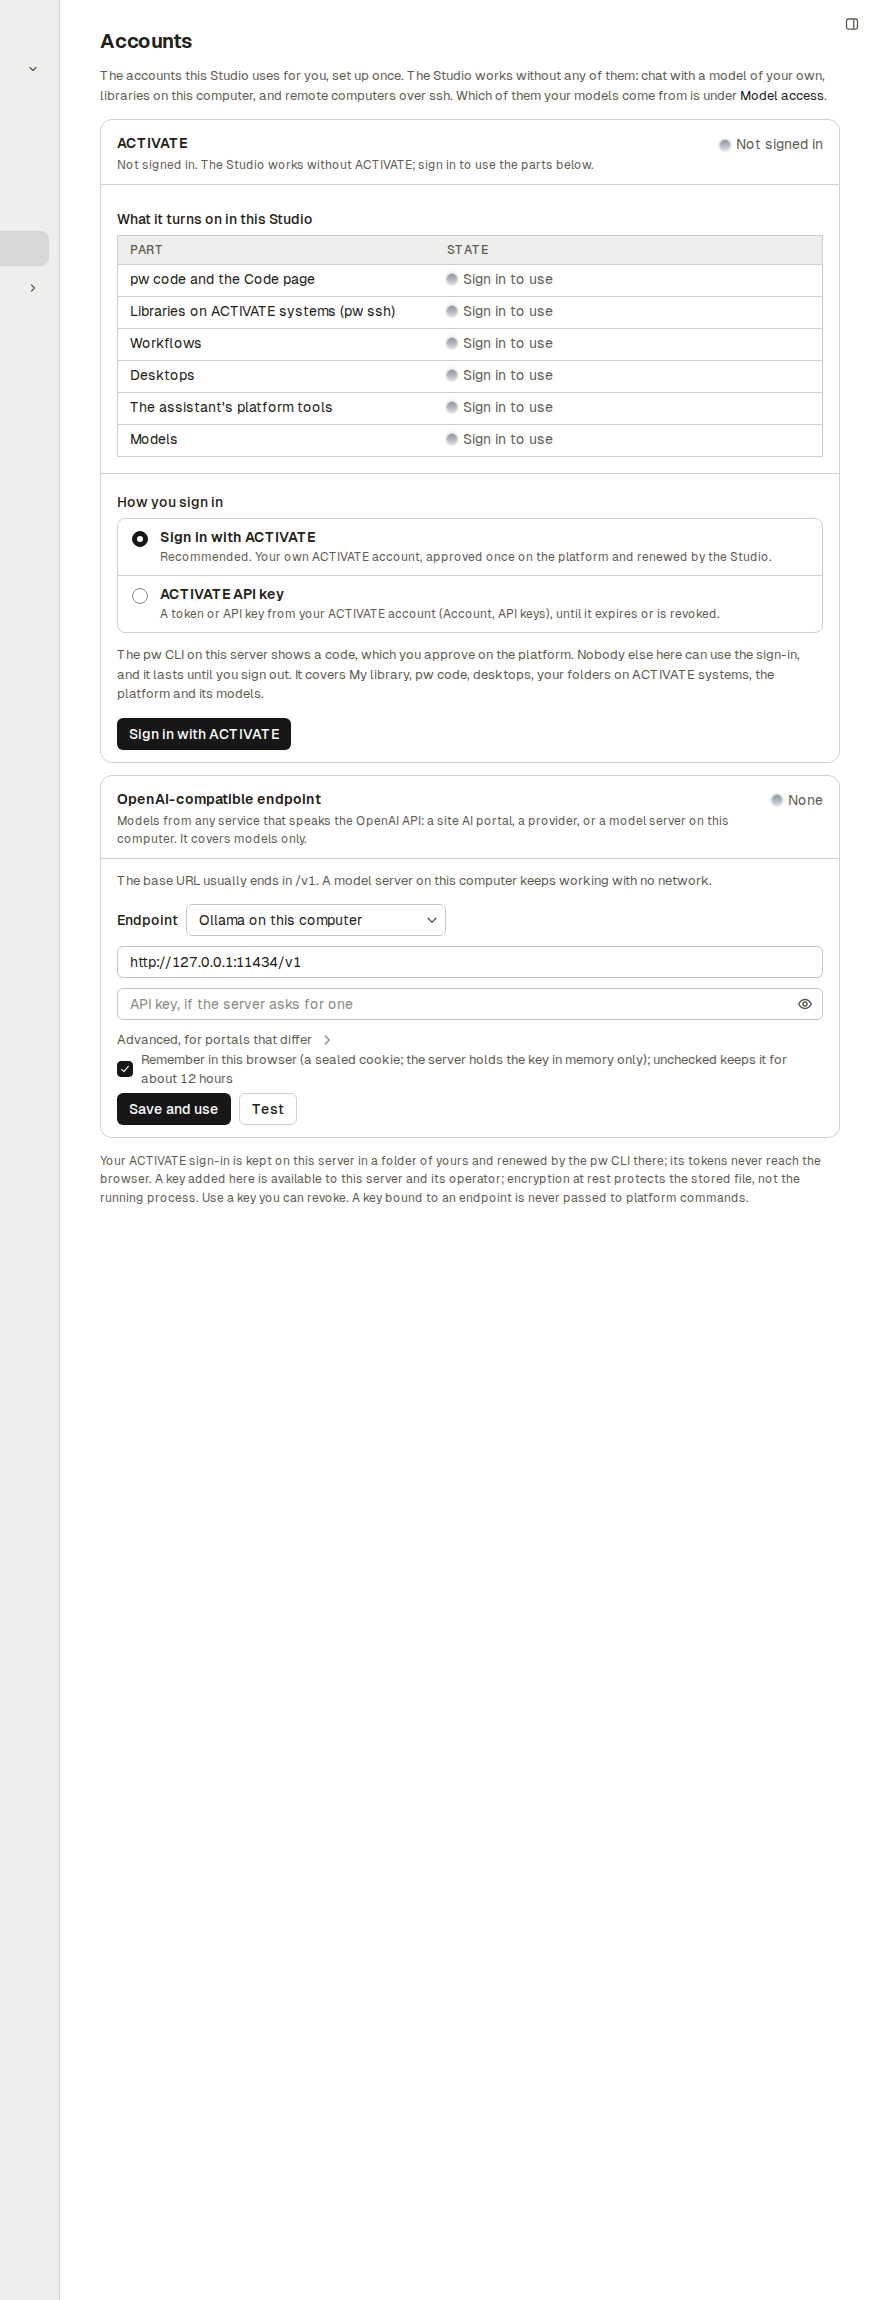 Accounts
The accounts this Studio uses for you, set up once. The Studio works without any of them: chat with a model of your own,
libraries on this computer, and remote computers over ssh. Which of them your models come from is under Model access.
ACTIVATE
Not signed in
Not signed in. The Studio works without ACTIVATE; sign in to use the parts below.
What it turns on in this Studio
PART STATE
pw code and the Code page Sign in to use
Libraries on ACTIVATE systems (pw ssh) Sign in to use
Workflows Sign in to use
Desktops Sign in to use
The assistant's platform tools Sign in to use
Models Sign in to use
How you sign in
Sign in with ACTIVATE
Recommended. Your own ACTIVATE account, approved once on the platform and renewed by the Studio.
ACTIVATE API key
A token or API key from your ACTIVATE account (Account, API keys), until it expires or is revoked.
The pw CLI on this server shows a code, which you approve on the platform. Nobody else here can use the sign-in,
and it lasts until you sign out. It covers My library, pw code, desktops, your folders on ACTIVATE systems, the
platform and its models.
Sign in with ACTIVATE
OpenAI-compatible endpoint
None
Models from any service that speaks the OpenAI API: a site AI portal, a provider, or a model server on this
computer. It covers models only.
The base URL usually ends in /v1. A model server on this computer keeps working with no network.
Endpoint Ollama on this computer
http://127.0.0.1:11434/v1
API key, if the server asks for one
Advanced, for portals that differ
Remember in this browser (a sealed cookie; the server holds the key in memory only); unchecked keeps it for
about 12 hours
Save and use Test
Your ACTIVATE sign-in is kept on this server in a folder of yours and renewed by the pw CLI there; its tokens never reach the
browser. A key added here is available to this server and its operator; encryption at rest protects the stored file, not the
running process. Use a key you can revoke. A key bound to an endpoint is never passed to platform commands.